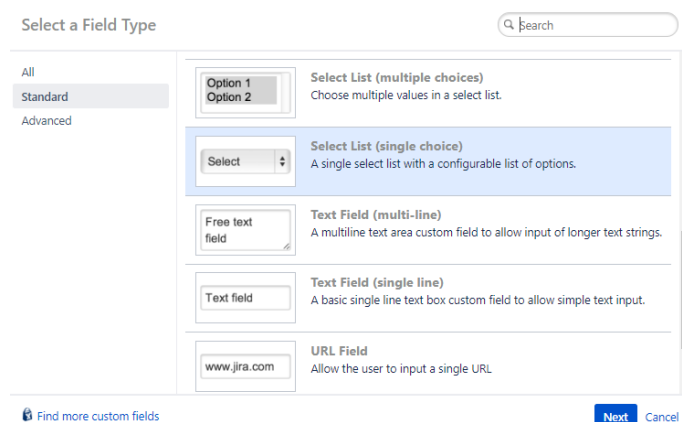 Select a Field Type
Search
All
Standard
Advanced
Option 1
Option 2
Select List (multiple choices)
Choose multiple values in a select list.
Select
Select List (single choice)
A single select list with a configurable list of options.
Free text
field
Text Field (multi-line)
A multiline text area custom field to allow input of longer text strings.
Text field
Text Field (single line)
A basic single line text box custom field to allow simple text input.
www.jira.com
URL Field
Allow the user to input a single URL
Find more custom fields
Next
Cancel